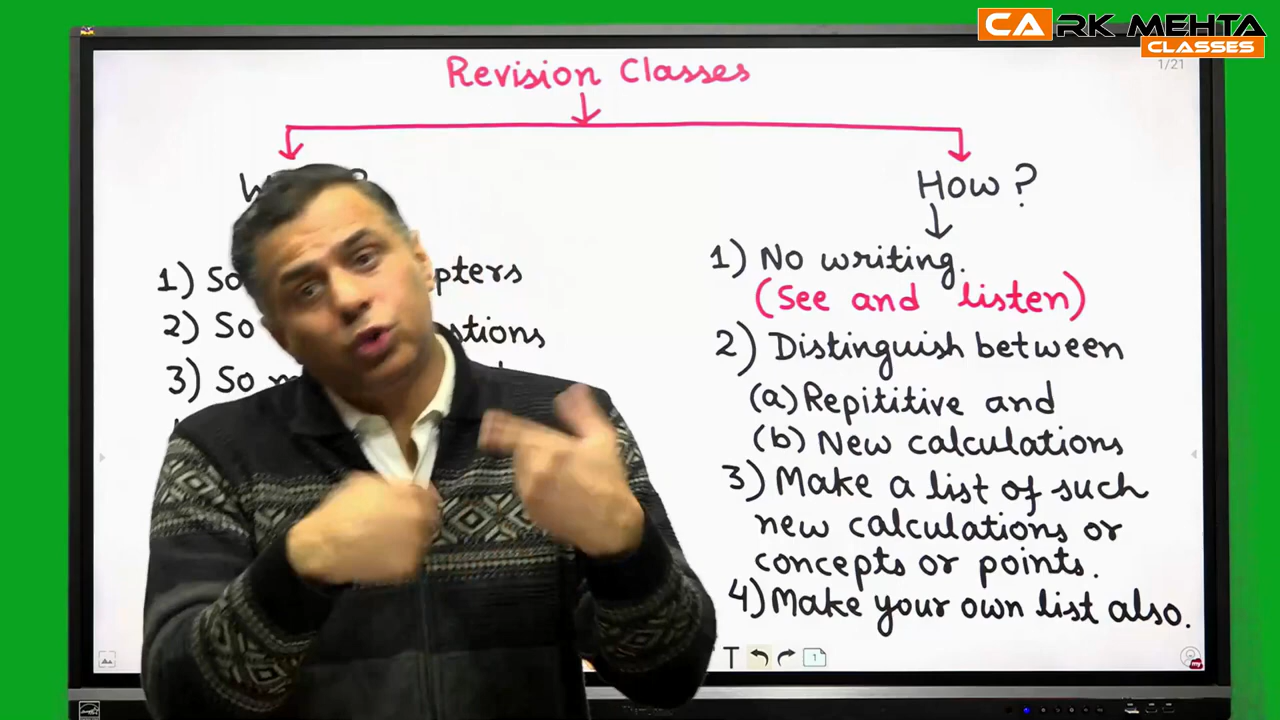 CA RK MEHTA
CLASSES
1/21
Revision Classes
How ?
1) So
2) So
3) So
1) No writing.
(See and listen)
2) Distinguish between
(a) Repititive and
(b) New calculations
3) Make a list of such
new calculations or
concepts or points.
4) Make your own list also.
T
1